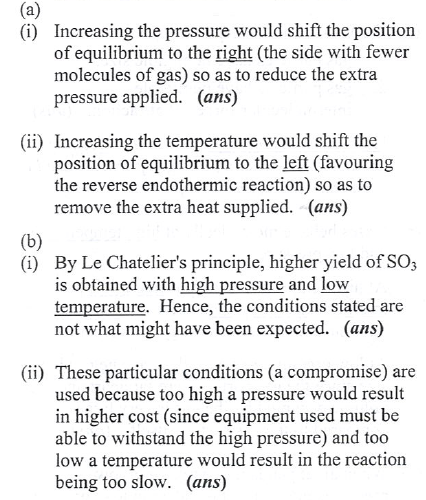 (a)
(i) Increasing the pressure would shift the position
of equilibrium to the right (the side with fewer
molecules of gas) so as to reduce the extra
pressure applied. (ans)
(ii) Increasing the temperature would shift the
position of equilibrium to the left (favouring
the reverse endothermic reaction) so as to
remove the extra heat supplied. (ans)
(b)
(i) By Le Chatelier's principle, higher yield of SO₃
is obtained with high pressure and low
temperature. Hence, the conditions stated are
not what might have been expected. (ans)
(ii) These particular conditions (a compromise) are
used because too high a pressure would result
in higher cost (since equipment used must be
able to withstand the high pressure) and too
low a temperature would result in the reaction
being too slow. (ans)